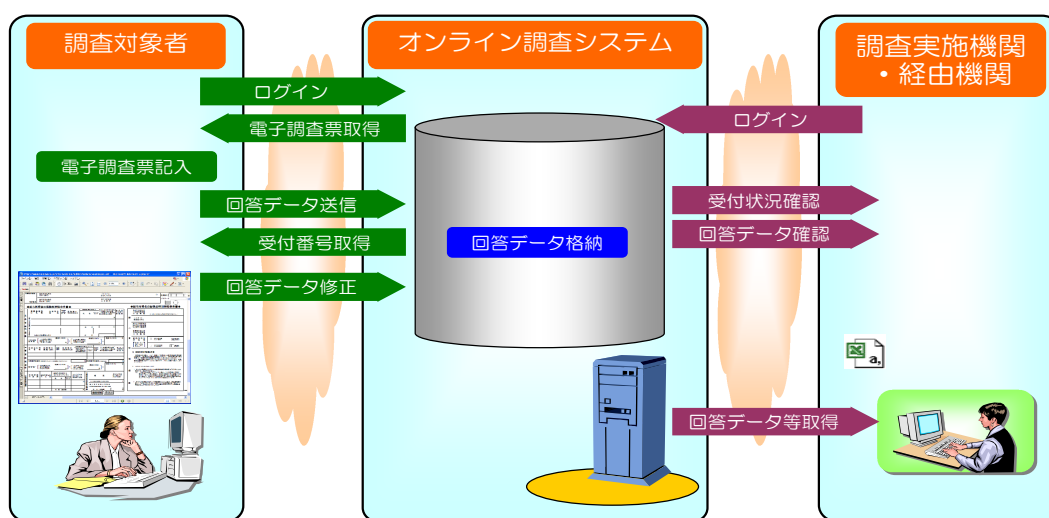 調査対象者
オンライン調査システム
調査実施機関
・経由機関
ログイン
電子調査票取得
電子調査票記入
回答データ送信
受付番号取得
回答データ修正
回答データ格納
ログイン
受付状況確認
回答データ確認
回答データ等取得
a,